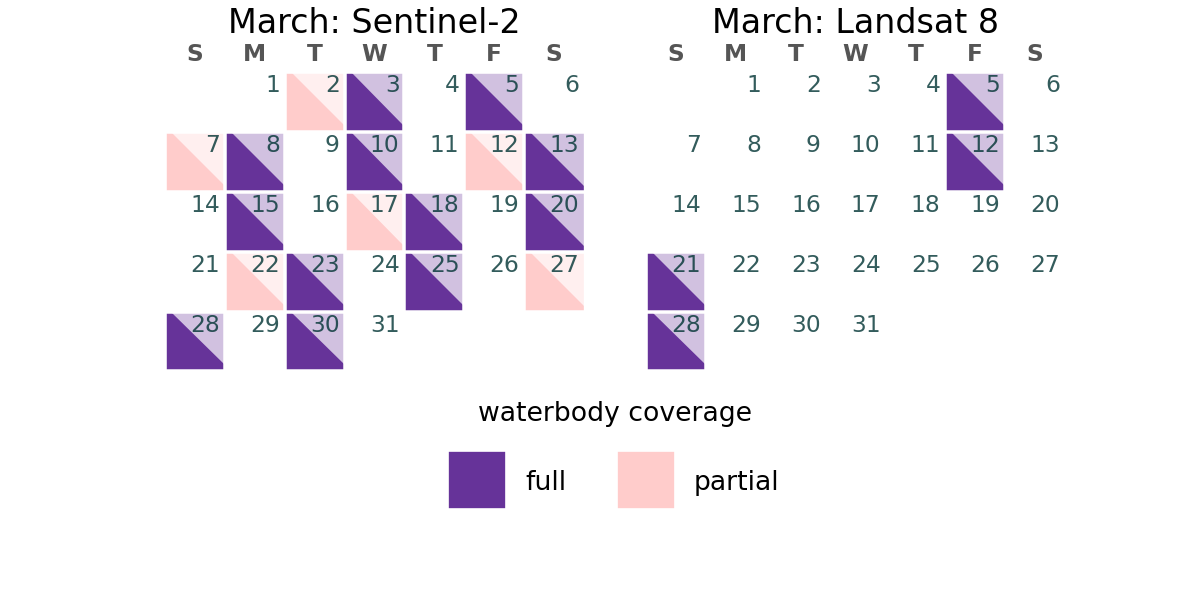 March: Sentinel-2
S M T W T F S
1 2 3 4 5 6
7 8 9 10 11 12 13
14 15 16 17 18 19 20
21 22 23 24 25 26 27
28 29 30 31
March: Landsat 8
S M T W T F S
1 2 3 4 5 6
7 8 9 10 11 12 13
14 15 16 17 18 19 20
21 22 23 24 25 26 27
28 29 30 31
waterbody coverage
full partial